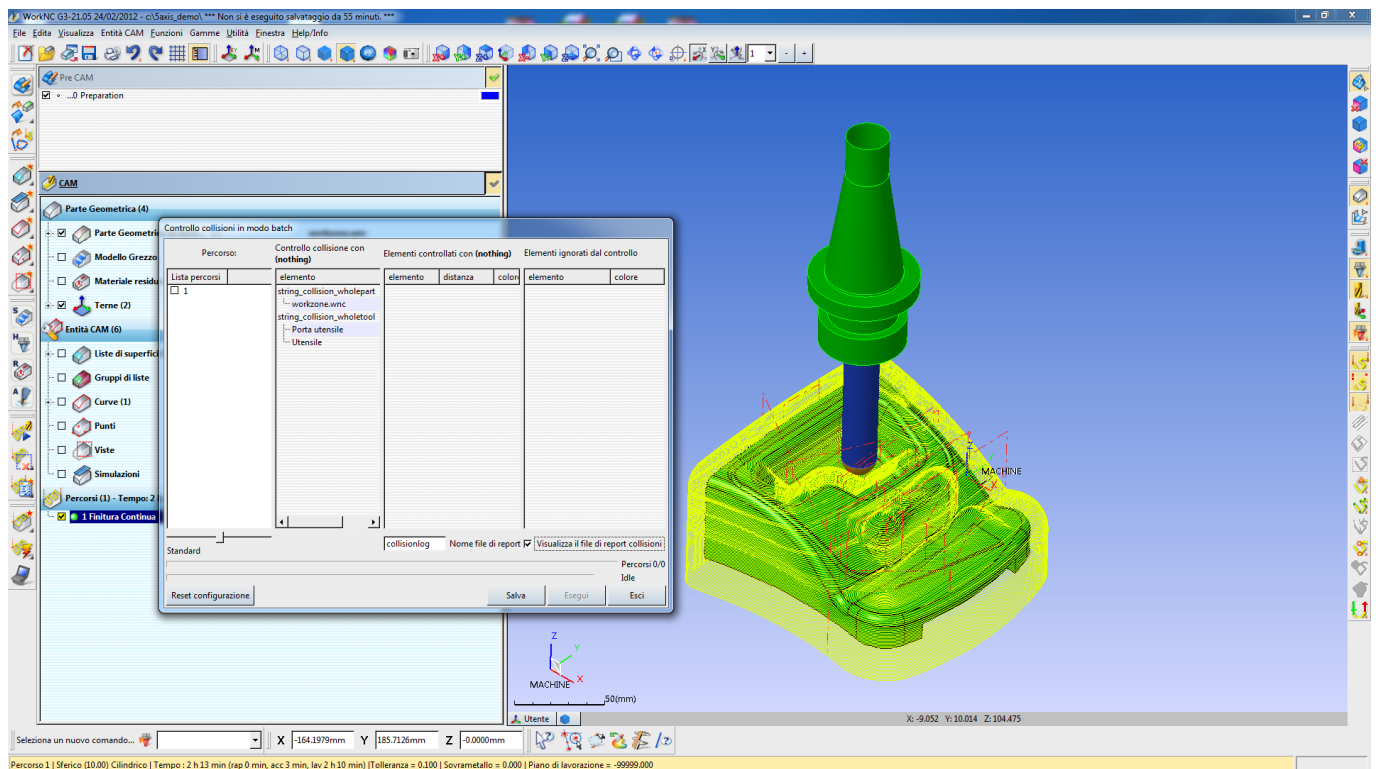 WorkNC G3-21.05 24/02/2012 - c:\5axis_demo\ *** Non si è eseguito salvataggio da 55 minuti. ***
File Edita Visualizza Entità CAM Funzioni Gamme Utilità Finestra Help/Info
1
Pre CAM
...0 Preparation
CAM
Parte Geometrica (4)
Parte Geometri
Modello Grezzo
Materiale residu
Terne (2)
Entità CAM (6)
Liste di superfici
Gruppi di liste
Curve (1)
Punti
Viste
Simulazioni
Percorsi (1) - Tempo: 2
1 Finitura Continua
Controllo collisioni in modo batch
Percorso:
Controllo collisione con (nothing)
Elementi controllati con (nothing)
Elementi ignorati dal controllo
Lista percorsi
elemento
elemento distanza colore
elemento colore
1
string_collision_wholepart
workzone.wnc
string_collision_wholetool
Porta utensile
Utensile
Standard
collisionlog Nome file di report Visualizza il file di report collisioni
Percorsi 0/0
Idle
Reset configurazione Salva Esegui Esci
Z
Y
MACHINE
X
Z
Y
X
MACHINE
50(mm)
Utente
X: -9.052 Y: 10.014 Z: 104.475
Seleziona un nuovo comando... X -164.1979mm Y 185.7126mm Z -0.0000mm
Percorso 1 | Sferico (10.00) Cilindrico | Tempo : 2 h 13 min (rap 0 min, acc 3 min, lav 2 h 10 min) |Tolleranza = 0.100 | Sovrametallo = 0.000 | Piano di lavorazione = -99999.000